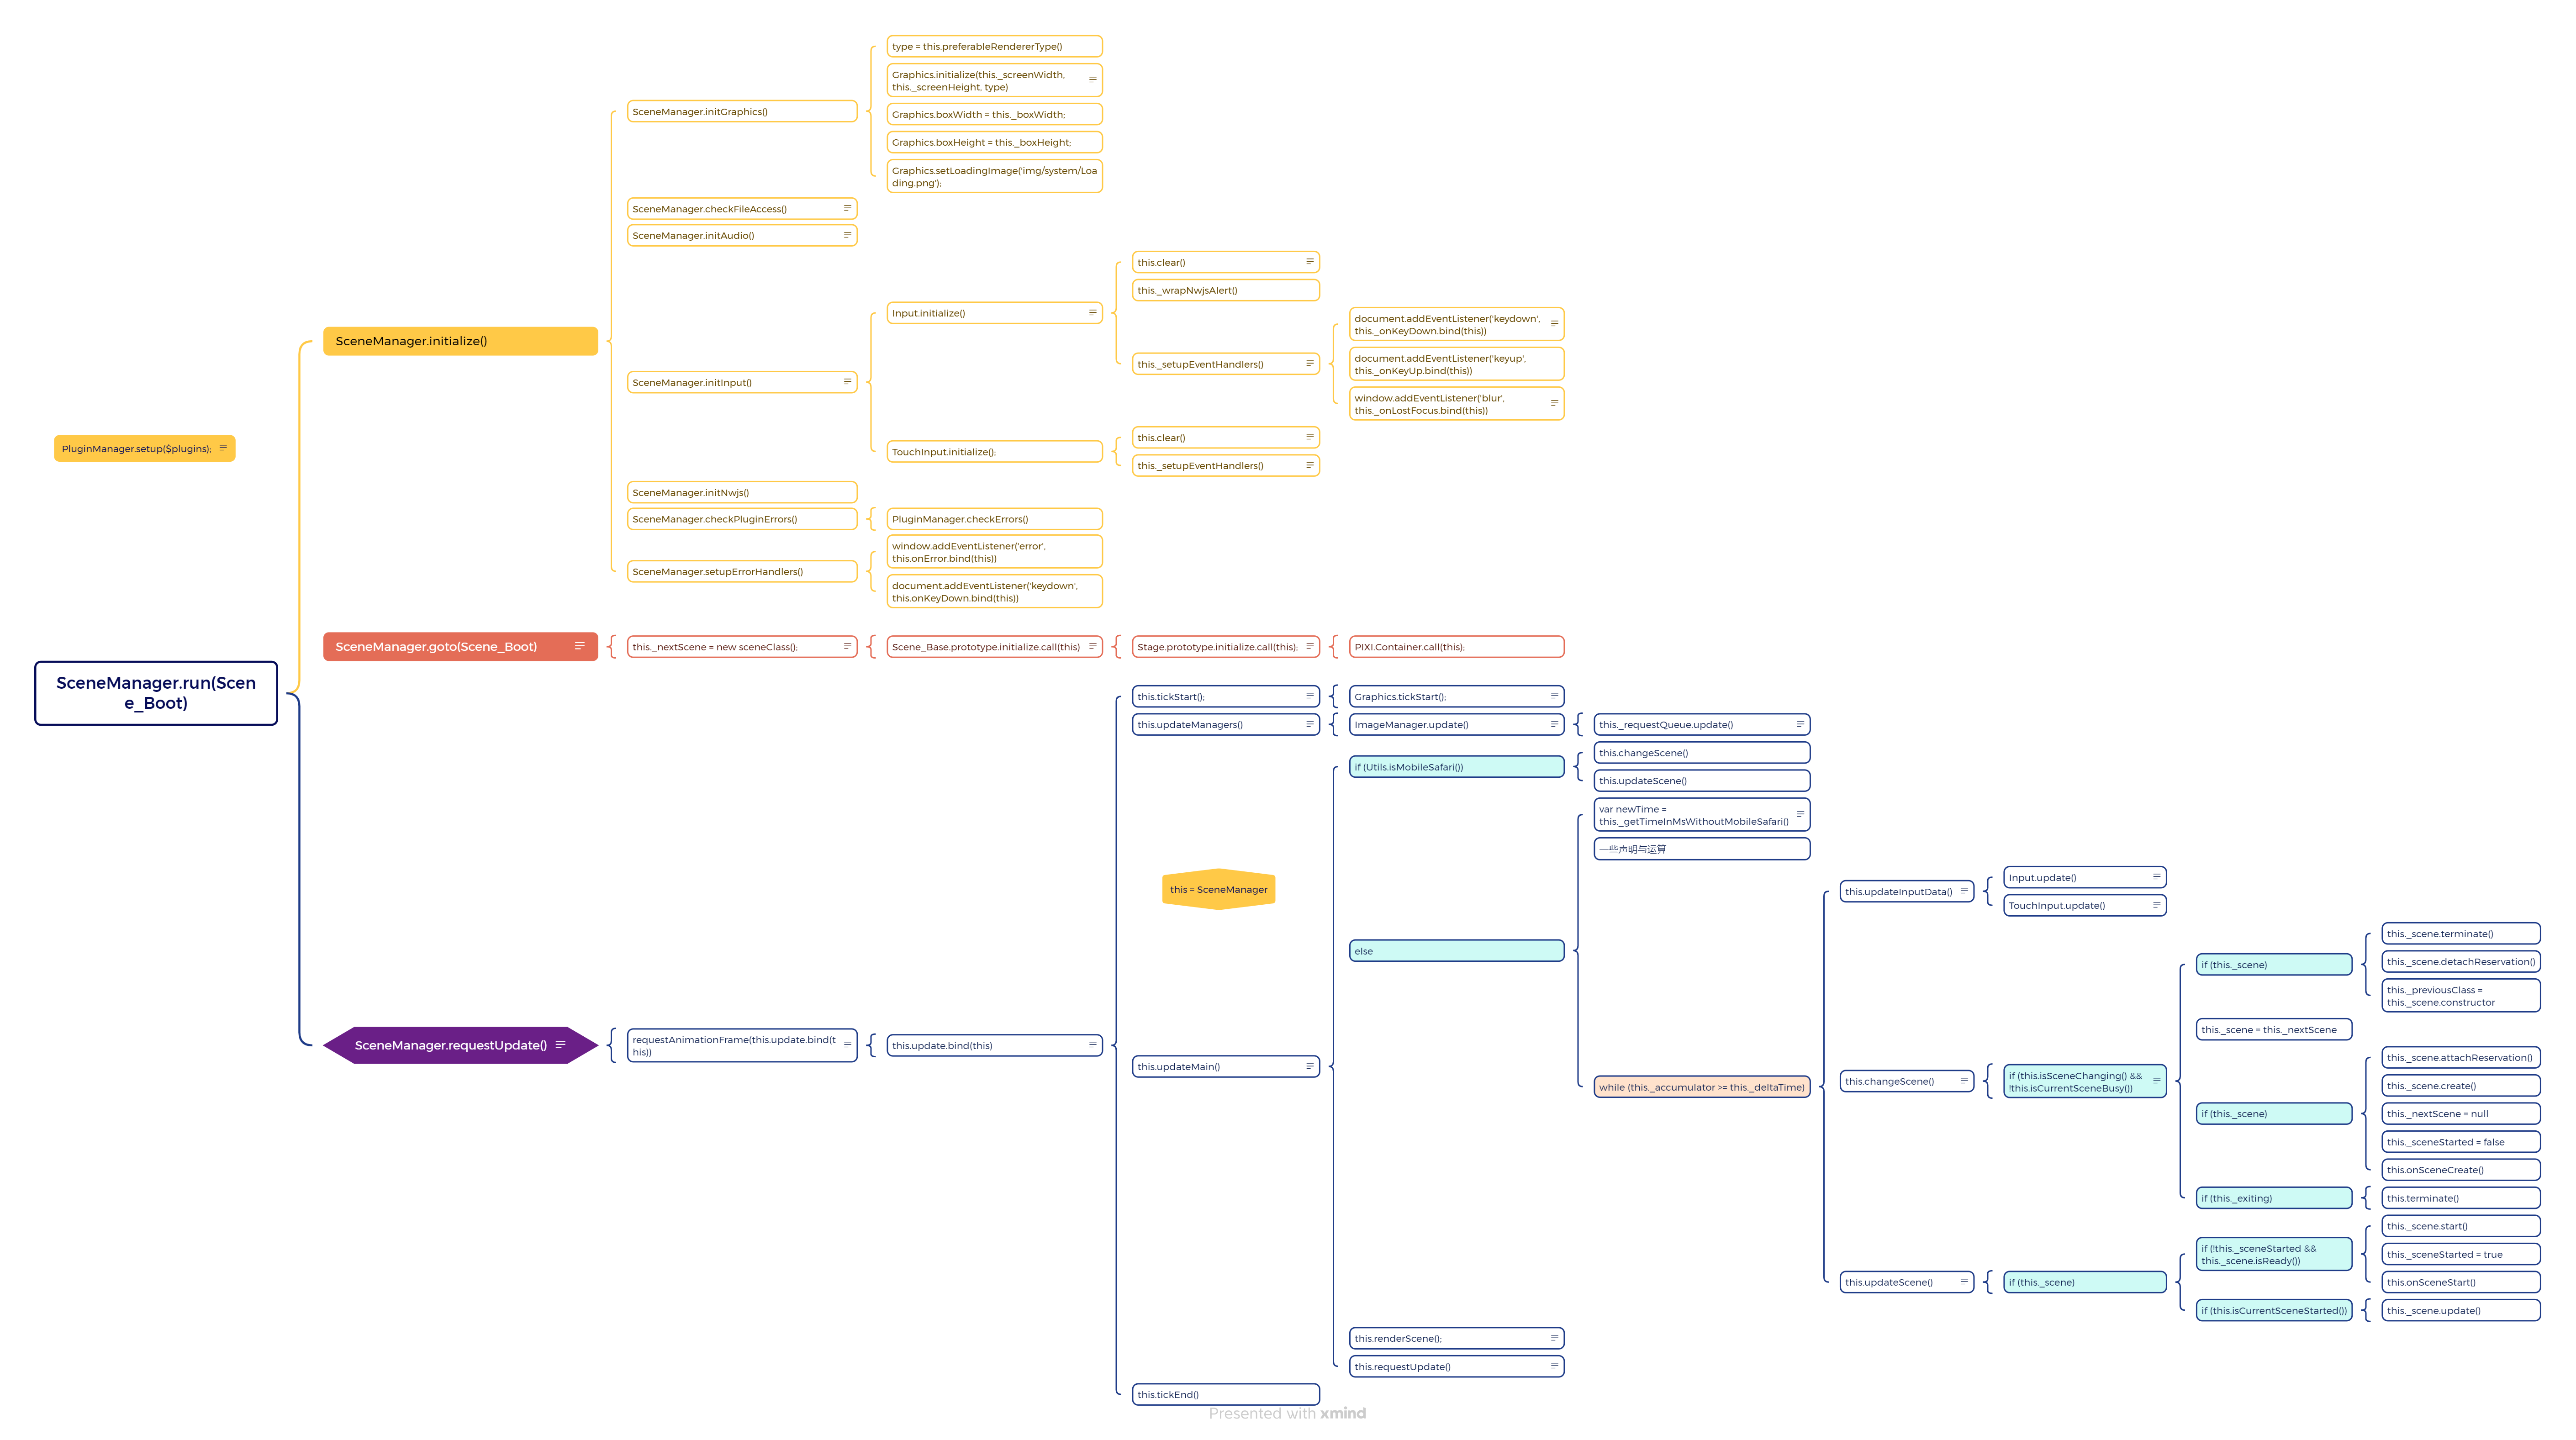 type = this.preferableRendererType()
Graphics.initialize(this._screenWidth,
this._screenHeight, type)
SceneManager.initGraphics()
Graphics.boxWidth = this._boxWidth;
Graphics.boxHeight = this._boxHeight;
Graphics.setLoadingImage('img/system/Loa
ding.png');
SceneManager.checkFileAccess()
SceneManager.initAudio()
this.clear()
this._wrapNwjsAlert()
Input.initialize()
document.addEventListener('keydown',
this._onKeyDown.bind(this))
SceneManager.initialize()
document.addEventListener('keyup',
this._onKeyUp.bind(this))
this._setupEventHandlers()
SceneManager.initInput()
window.addEventListener('blur',
this._onLostFocus.bind(this))
this.clear()
PluginManager.setup($plugins);
TouchInput.initialize();
this._setupEventHandlers()
SceneManager.initNwjs()
SceneManager.checkPluginErrors()
PluginManager.checkErrors()
window.addEventListener('error',
this.onError.bind(this))
SceneManager.setupErrorHandlers()
document.addEventListener('keydown',
this.onKeyDown.bind(this))
SceneManager.goto(Scene_Boot)
this._nextScene = new sceneClass();
Scene_Base.prototype.initialize.call(this)
Stage.prototype.initialize.call(this);
PIXI.Container.call(this);
SceneManager.run(Scen
e_Boot)
this.tickStart();
Graphics.tickStart();
this.updateManagers()
ImageManager.update()
this._requestQueue.update()
if (Utils.isMobileSafari())
this.changeScene()
this.updateScene()
var newTime =
this._getTimeInMsWithoutMobileSafari()
一些声明与运算
this = SceneManager
else
this.updateInputData()
Input.update()
TouchInput.update()
SceneManager.requestUpdate()
requestAnimationFrame(this.update.bind(t
his))
this.update.bind(this)
this.updateMain()
while (this._accumulator >= this._deltaTime)
this.changeScene()
if (this.isSceneChanging() &&
!this.isCurrentSceneBusy())
if (this._scene)
this._scene.terminate()
this._scene.detachReservation()
this._previousClass =
this._scene.constructor
this._scene = this._nextScene
if (this._scene)
this._scene.attachReservation()
this._scene.create()
this._nextScene = null
this._sceneStarted = false
this.onSceneCreate()
if (this._exiting)
this.terminate()
this.updateScene()
if (this._scene)
if (!this._sceneStarted &&
this._scene.isReady())
this._scene.start()
this._sceneStarted = true
this.onSceneStart()
if (this.isCurrentSceneStarted())
this._scene.update()
this.renderScene();
this.requestUpdate()
this.tickEnd()
Presented with xmind